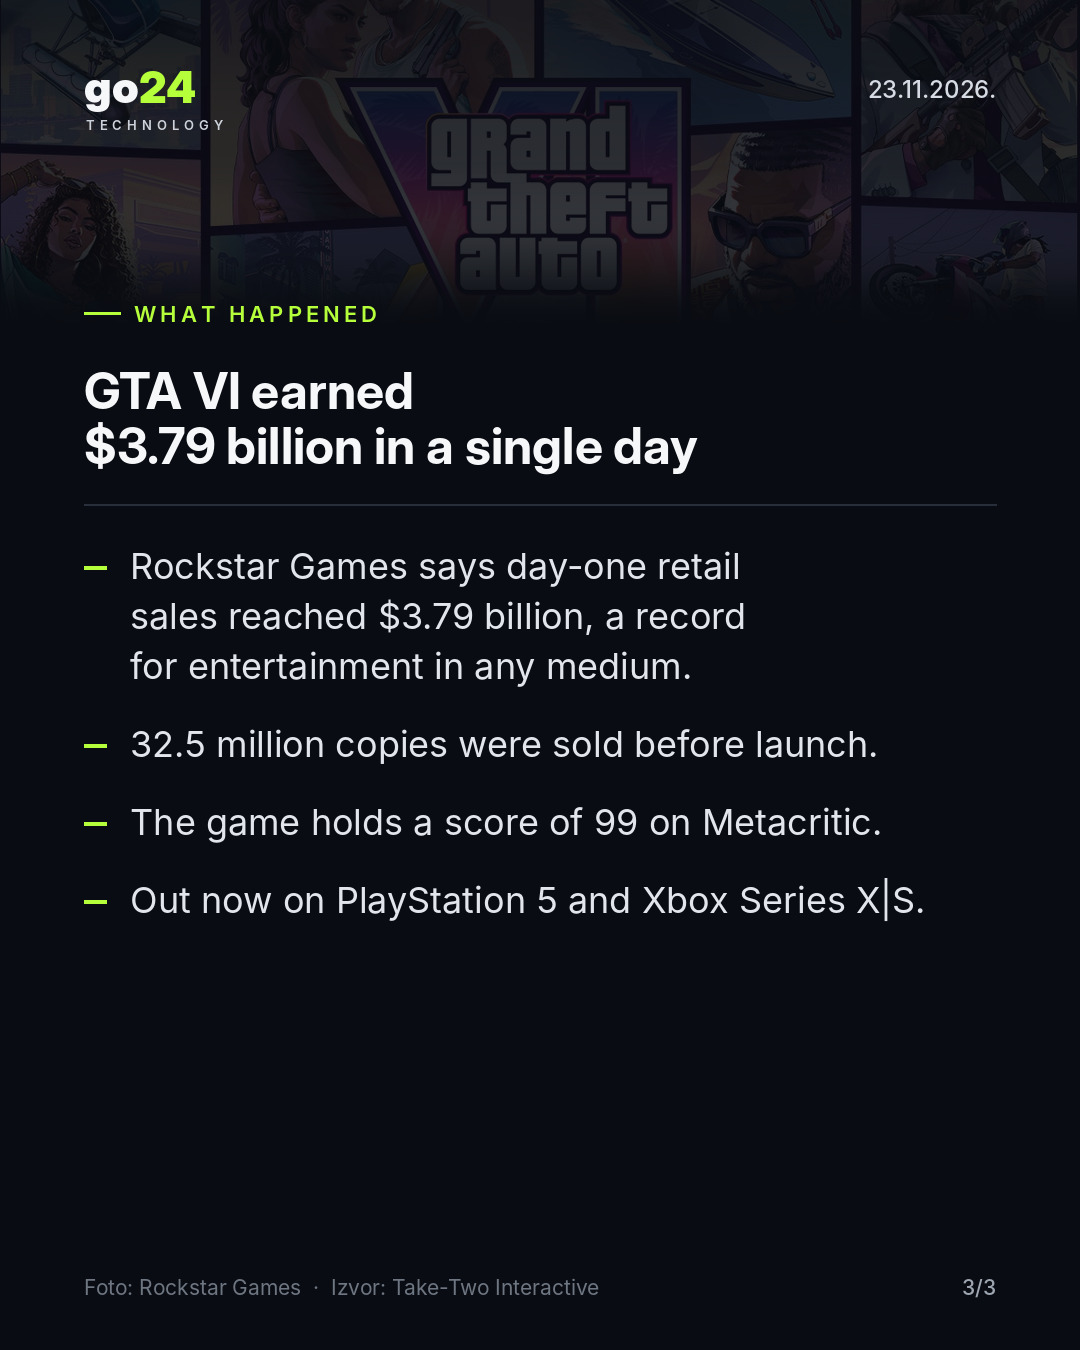 go24
TECHNOLOGY
23.11.2026.
VI
grand
theft
auto
WHAT HAPPENED
GTA VI earned
$3.79 billion in a single day
Rockstar Games says day-one retail
sales reached $3.79 billion, a record
for entertainment in any medium.
32.5 million copies were sold before launch.
The game holds a score of 99 on Metacritic.
Out now on PlayStation 5 and Xbox Series X|S.
Foto: Rockstar Games · Izvor: Take-Two Interactive
3/3